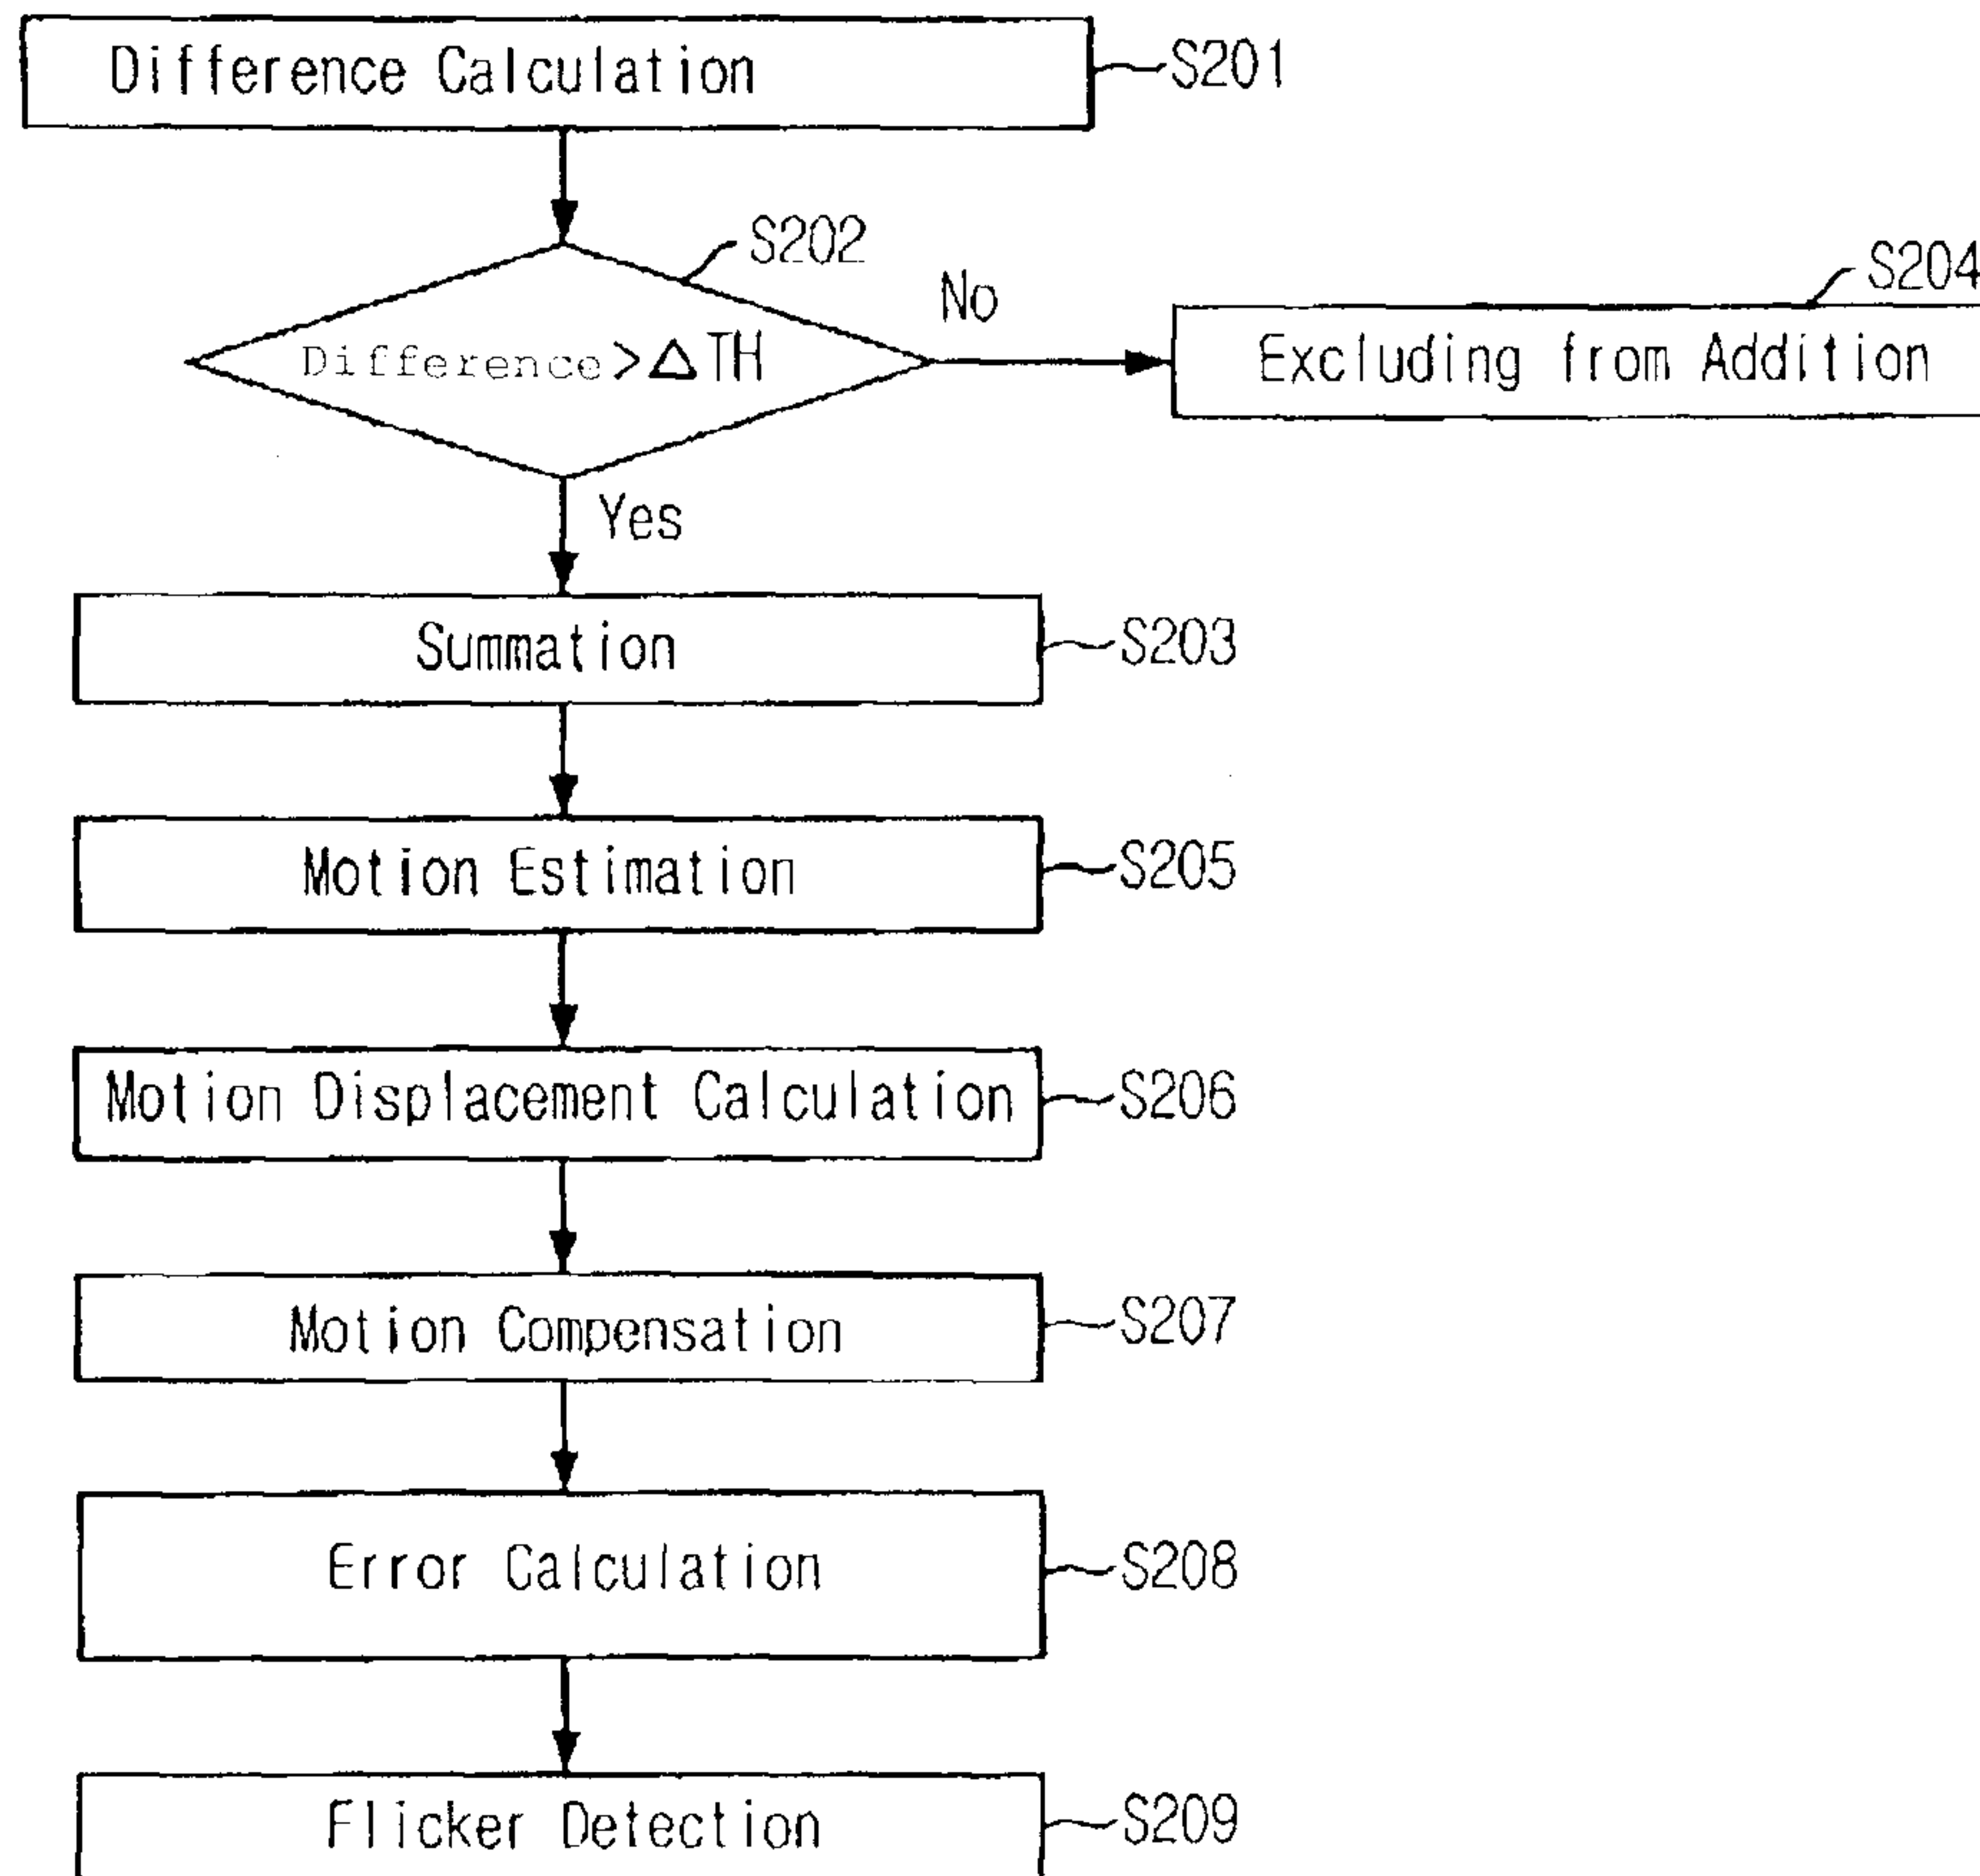 Difference Calculation
S201
S202
Difference>ΔTH
No
S204
Excluding from Addition
Yes
Summation
S203
Motion Estimation
S205
Motion Displacement Calculation
S206
Motion Compensation
S207
Error Calculation
S208
Flicker Detection
S209